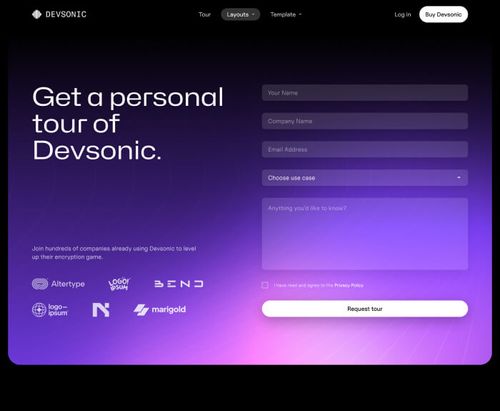 DEVSONIC
Tour
Layouts
Template
Log in
Buy Devsonic
Get a personal
tour of
Devsonic.
Your Name
Company Name
Email Address
Choose use case
Anything you'd like to know?
Join hundreds of companies already using Devsonic to level
up their encryption game.
Altertype
LOGO
IPSUM
BEND
logo—
ipsum
marigold
I have read and agree to the Privacy Policy
Request tour